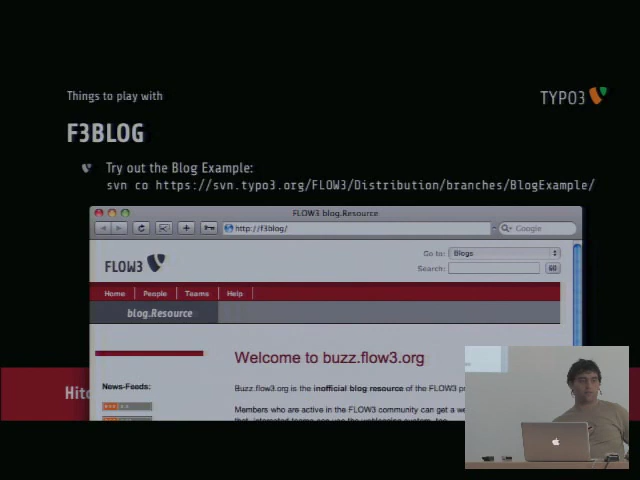 Things to play with
TYPO3
F3BLOG
Try out the Blog Example:
svn co https://svn.typo3.org/FLOW3/Distribution/branches/BlogExample/
FLOW3 blog.Resource
http://f3blog/
Google
Go to: Blogs
FLOW3
Search: GO
Home People Teams Help
blog.Resource
Welcome to buzz.flow3.org
News-Feeds:
Buzz.flow3.org is the inofficial blog resource of the FLOW3
Members who are active in the FLOW3 community can get a